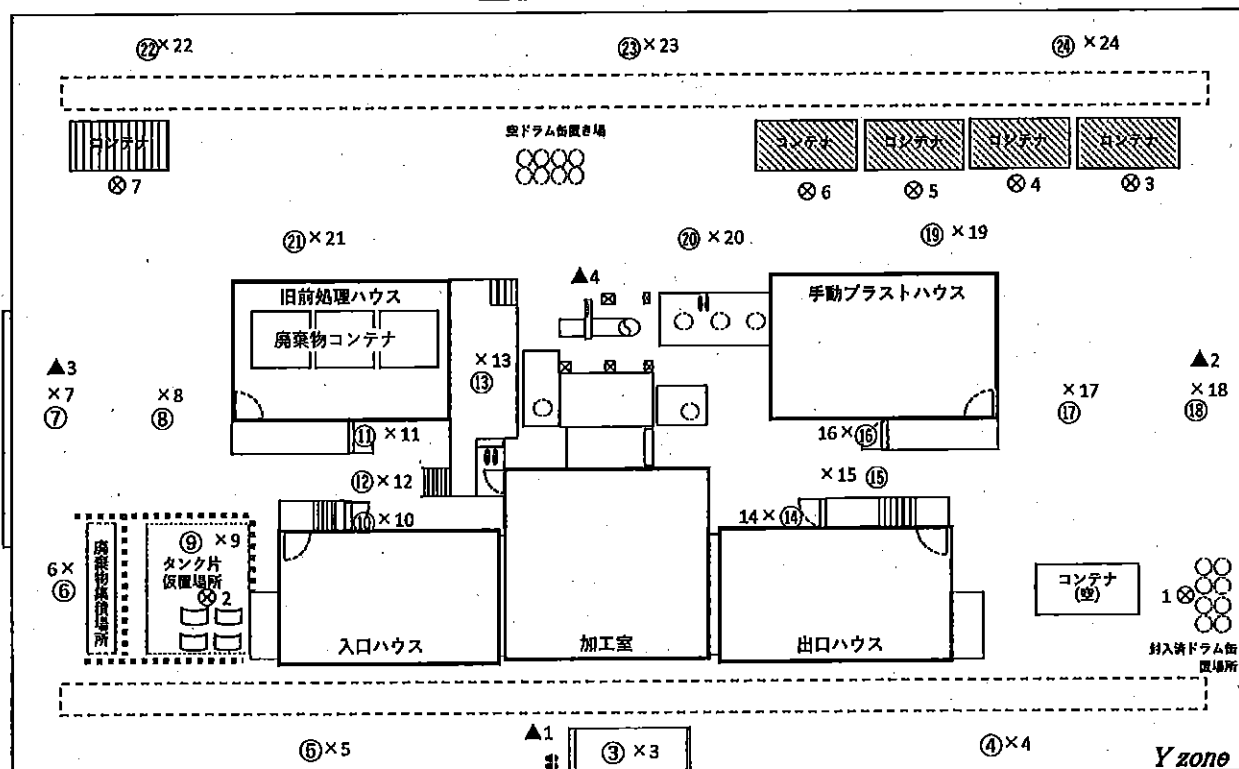 ㉒×22
㉓×23
㉔×24
コンテナ
空ドラム缶置き場
コンテナ
コンテナ
コンテナ
コンテナ
⊗7
⊗6
⊗5
⊗4
⊗3
㉑×21
⑳×20
⑲×19
▲4
旧前処理ハウス
手動ブラストハウス
廃棄物コンテナ
▲3
×13
▲2
×7
×8
⑬
×17
×18
⑦
⑧
⑰
⑱
⑪×11
16×⑯
⑫×12
×15 ⑮
⑩×10
14×⑭
⑨ ×9
6×
⑥
廃棄物集積場所
タンク片
仮置場所
⊗2
コンテナ
(空)
1⊗
入口ハウス
加工室
出口ハウス
封入済ドラム缶
置場所
▲1
⑤×5
③×3
④×4
Y zone